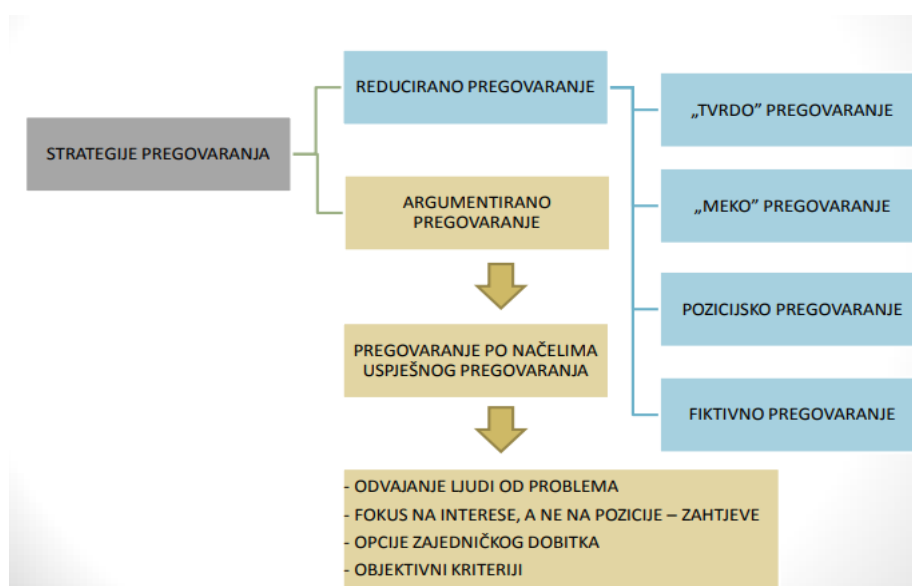 STRATEGIJE PREGOVARANJA
REDUCIRANO PREGOVARANJE
„TVRDO” PREGOVARANJE
„MEKO” PREGOVARANJE
POZICIJSKO PREGOVARANJE
FIKTIVNO PREGOVARANJE
ARGUMENTIRANO
PREGOVARANJE
PREGOVARANJE PO NAČELIMA
USPJEŠNOG PREGOVARANJA
- ODVAJANJE LJUDI OD PROBLEMA
- FOKUS NA INTERESE, A NE NA POZICIJE – ZAHTJEVE
- OPCIJE ZAJEDNIČKOG DOBITKA
- OBJEKTIVNI KRITERIJI